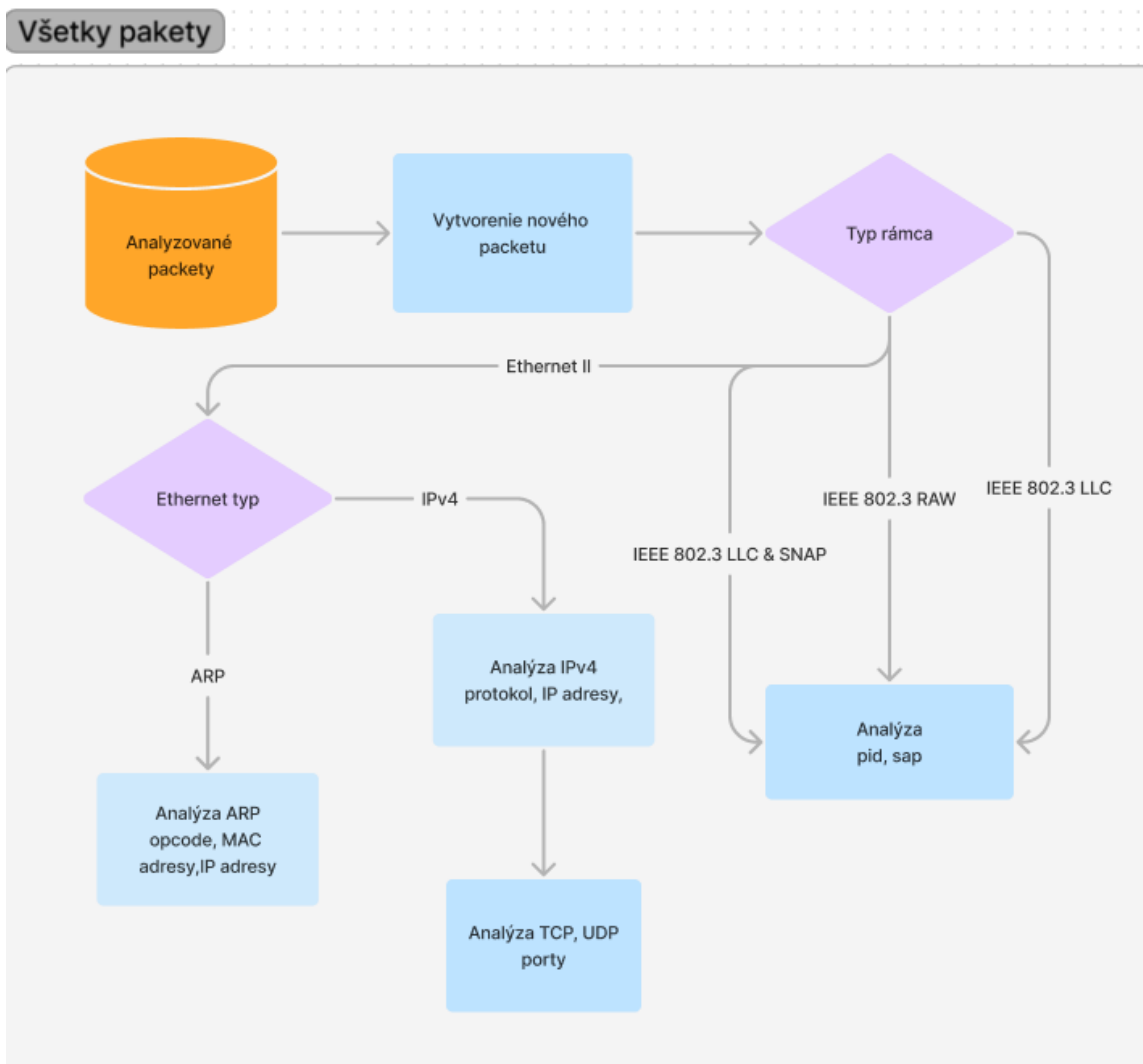 Všetky pakety
Analyzované
packety
Vytvorenie nového
packetu
Typ rámca
Ethernet II
Ethernet typ
IPv4
IEEE 802.3 LLC & SNAP
IEEE 802.3 RAW
IEEE 802.3 LLC
ARP
Analýza IPv4
protokol, IP adresy,
Analýza
pid, sap
Analýza ARP
opcode, MAC
adresy,IP adresy
Analýza TCP, UDP
porty